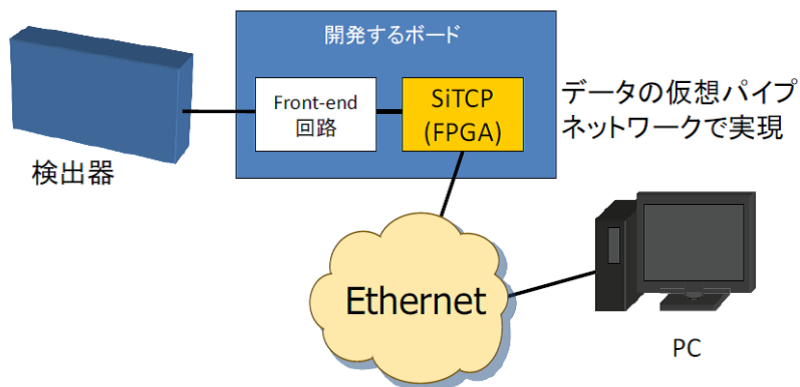 開発するボード
Front-end
回路
SiTCP
(FPGA)
データの仮想パイプ
ネットワークで実現
検出器
Ethernet
PC